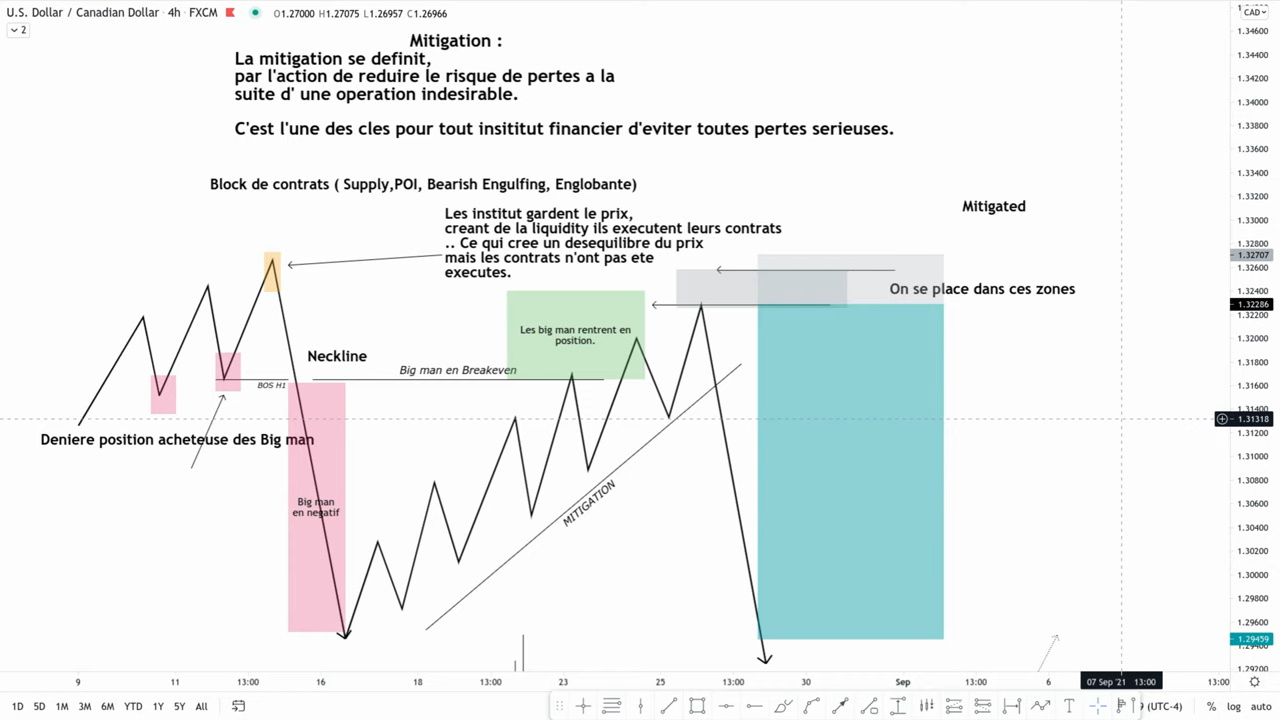 U.S. Dollar / Canadian Dollar · 4h · FXCM O1.27000 H1.27075 L1.26957 C1.26966
CAD
2
Mitigation :
La mitigation se definit,
par l'action de reduire le risque de pertes a la
suite d' une operation indesirable.
C'est l'une des cles pour tout insititut financier d'eviter toutes pertes serieuses.
Block de contrats ( Supply,POI, Bearish Engulfing, Englobante)
Mitigated
Les institut gardent le prix,
creant de la liquidity ils executent leurs contrats
.. Ce qui cree un desequilibre du prix
mais les contrats n'ont pas ete
executes.
On se place dans ces zones
Les big man rentrent en
position.
Neckline
Big man en Breakeven
BOS H1
Deniere position acheteuse des Big man
Big man
en negatif
MITIGATION
1.34600
1.34400
1.34200
1.34000
1.33800
1.33600
1.33400
1.33200
1.33000
1.32800
1.32707
1.32600
1.32400
1.32286
1.32200
1.32000
1.31800
1.31600
1.31400
1.31318
1.31200
1.31000
1.30800
1.30600
1.30400
1.30200
1.30000
1.29800
1.29600
1.29459
1.29400
1.29200
9 11 13:00 16 18 13:00 23 25 13:00 30 Sep 13:00 6 07 Sep '21 13:00 13:00
1D 5D 1M 3M 6M YTD 1Y 5Y All 9 (UTC-4) % log auto